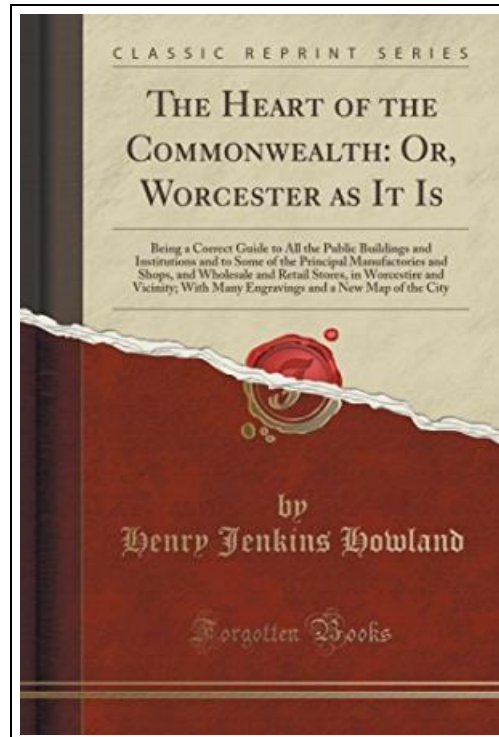 CLASSIC REPRINT SERIES
THE HEART OF THE
COMMONWEALTH: OR,
WORCESTER AS IT IS
Being a Correct Guide to All the Public Buildings and
Institutions and to Some of the Principal Manufactories and
Shops, and Wholesale and Retail Stores, in Worcestire and
Vicinity; With Many Engravings and a New Map of the City
by
Henry Jenkins Howland
Forgotten Books